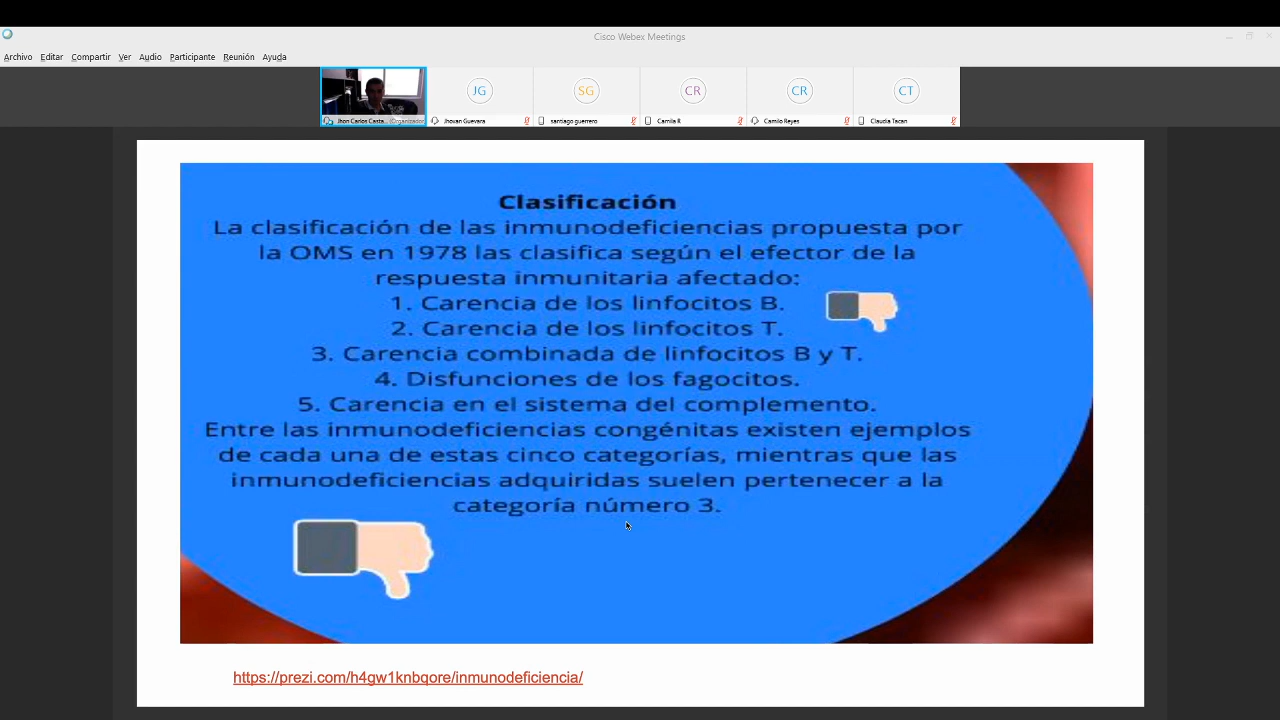 Cisco Webex Meetings
Archivo Editar Compartir Ver Audio Participante Reunión Ayuda
JG SG CR CR CT
Jhon Carlos Casta... (Organizador) Jhovan Guevara santiago guerrero Camila R Camilo Reyes Claudia Tacan
Clasificación
La clasificación de las inmunodeficiencias propuesta por
la OMS en 1978 las clasifica según el efector de la
respuesta inmunitaria afectado:
1. Carencia de los linfocitos B.
2. Carencia de los linfocitos T.
3. Carencia combinada de linfocitos B y T.
4. Disfunciones de los fagocitos.
5. Carencia en el sistema del complemento.
Entre las inmunodeficiencias congénitas existen ejemplos
de cada una de estas cinco categorías, mientras que las
inmunodeficiencias adquiridas suelen pertenecer a la
categoría número 3.
https://prezi.com/h4gw1knbqore/inmunodeficiencia/